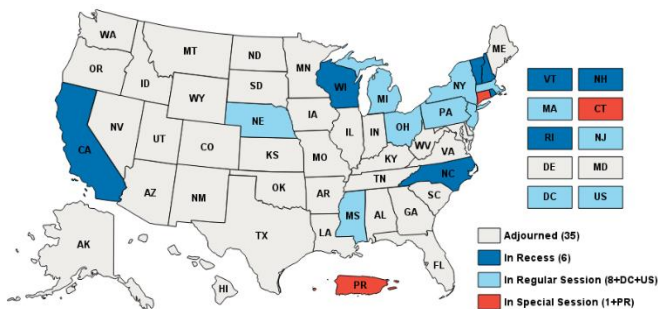 WA
MT
ND
MN
ME
OR
ID
SD
WI
NY
MI
WY
VT NH
IA
NE
PA
MA CT
OH
IL IN
NV
UT
CO
RI NJ
CA
KS
MO
WV
VA
KY
DE MD
NC
TN
AZ
NM
OK
AR
SC
DC US
MS AL GA
TX
LA
AK
FL
HI
PR
Adjourned (35)
In Recess (6)
In Regular Session (8+DC+US)
In Special Session (1+PR)